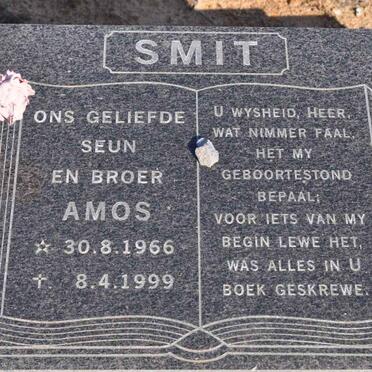 SMIT
ONS GELIEFDE
SEUN
EN BROER
AMOS
☆ 30.8.1966
✝ 8.4.1999
U WYSHEID, HEER,
WAT NIMMER FAAL,
HET MY
GEBOORTESTOND
BEPAAL;
VOOR IETS VAN MY
BEGIN LEWE HET,
WAS ALLES IN U
BOEK GESKREWE.